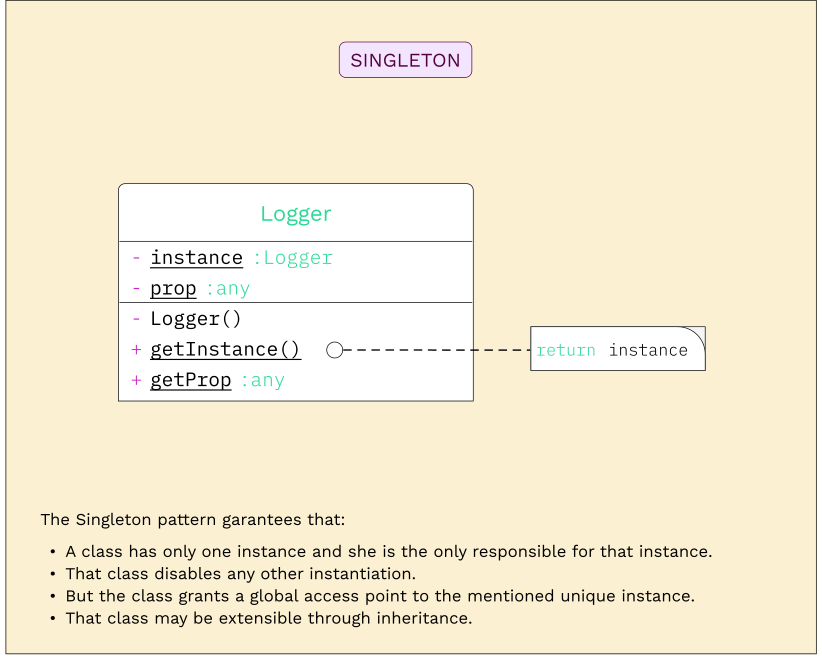 SINGLETON
Logger
- instance :Logger
- prop :any
- Logger()
+ getInstance()
return instance
+ getProp :any
The Singleton pattern garantees that:
• A class has only one instance and she is the only responsible for that instance.
• That class disables any other instantiation.
• But the class grants a global access point to the mentioned unique instance.
• That class may be extensible through inheritance.